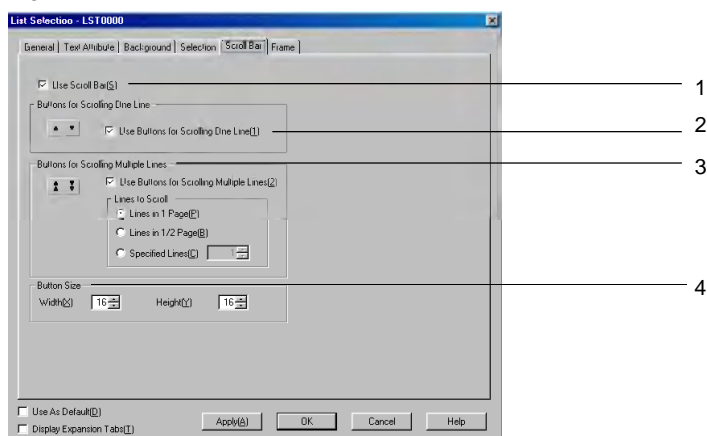 List Selection - LST0000
General | Text Attribute | Background | Selection | Scroll Bar | Frame
Use Scroll Bar(S)
1
Buttons for Scrolling One Line
Use Buttons for Scrolling One Line(1)
2
Buttons for Scrolling Multiple Lines
3
Use Buttons for Scrolling Multiple Lines(2)
Lines to Scroll
Lines in 1 Page(P)
Lines in 1/2 Page(B)
Specified Lines(C) 1
Button Size
4
Width(X) 16 Height(Y) 16
Use As Default(D)
Display Expansion Tabs(T)
Apply(A) OK Cancel Help